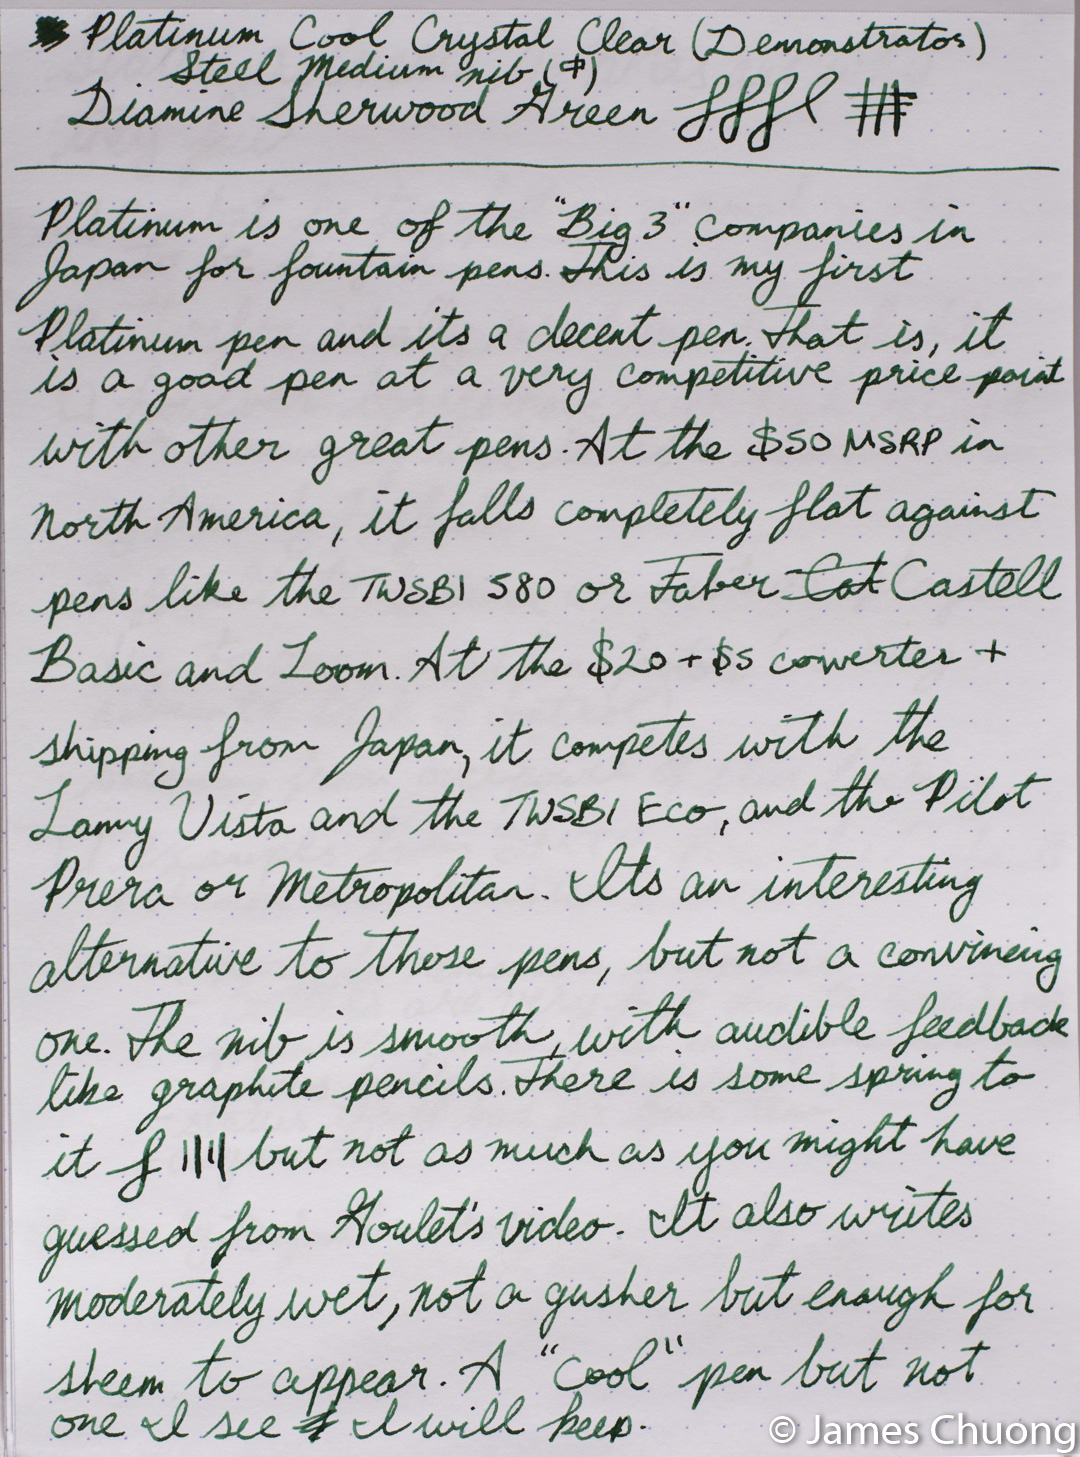 Platinum Cool Crystal Clear (Demonstrator)
Steel Medium nib (#)
Diamine Sherwood Green
Platinum is one of the "Big 3" companies in
Japan for fountain pens. This is my first
Platinum pen and its a decent pen. That is, it
is a good pen at a very competitive price point
with other great pens. At the $50 MSRP in
North America, it falls completely flat against
pens like the TWSBI 580 or Faber-Cat Castell
Basic and Loom. At the $20 + $5 converter +
shipping from Japan, it competes with the
Lamy Vista and the TWSBI Eco, and the Pilot
Prera or Metropolitan. Its an interesting
alternative to those pens, but not a convincing
one. The nib is smooth, with audible feedback
like graphite pencils. There is some spring to
it but not as much as you might have
guessed from Goulet's video. It also writes
moderately wet, not a gusher but enough for
sheen to appear. A "cool" pen but not
one I see I will keep.
© James Chuong